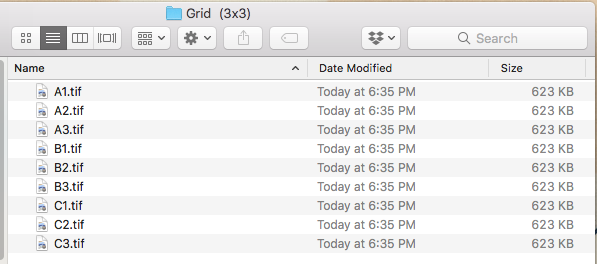 Grid (3x3)
Search
Name Date Modified Size
A1.tif Today at 6:35 PM 623 KB
A2.tif Today at 6:35 PM 623 KB
A3.tif Today at 6:35 PM 623 KB
B1.tif Today at 6:35 PM 623 KB
B2.tif Today at 6:35 PM 623 KB
B3.tif Today at 6:35 PM 623 KB
C1.tif Today at 6:35 PM 623 KB
C2.tif Today at 6:35 PM 623 KB
C3.tif Today at 6:35 PM 623 KB